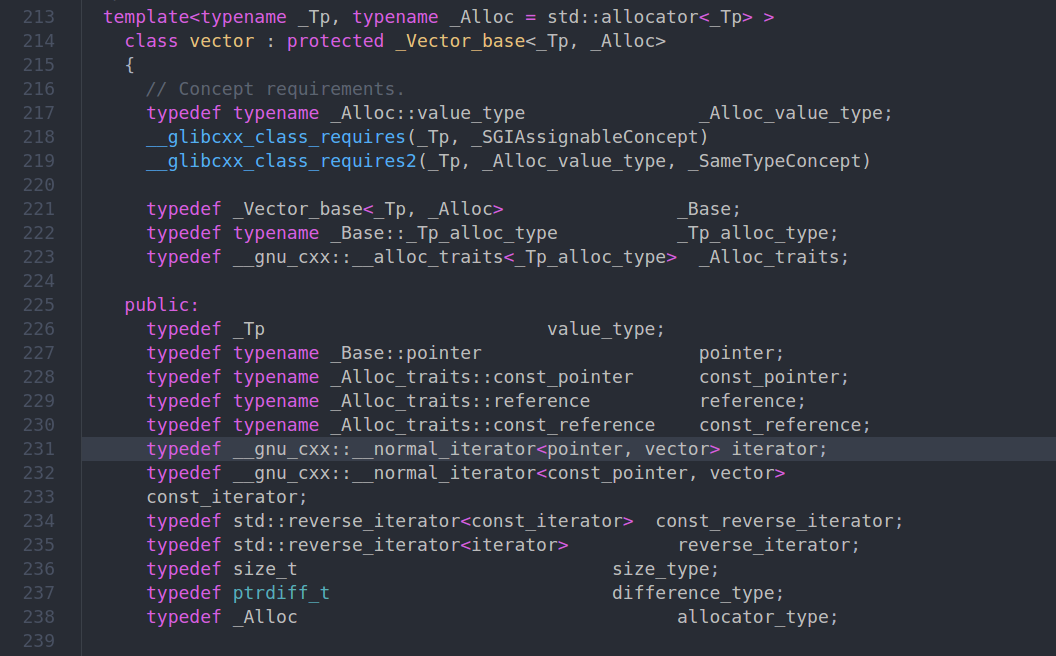 213 template<typename _Tp, typename _Alloc = std::allocator<_Tp> >
214 class vector : protected _Vector_base<_Tp, _Alloc>
215 {
216 // Concept requirements.
217 typedef typename _Alloc::value_type _Alloc_value_type;
218 __glibcxx_class_requires(_Tp, _SGIAssignableConcept)
219 __glibcxx_class_requires2(_Tp, _Alloc_value_type, _SameTypeConcept)
220
221 typedef _Vector_base<_Tp, _Alloc> _Base;
222 typedef typename _Base::_Tp_alloc_type _Tp_alloc_type;
223 typedef __gnu_cxx::__alloc_traits<_Tp_alloc_type> _Alloc_traits;
224
225 public:
226 typedef _Tp value_type;
227 typedef typename _Base::pointer pointer;
228 typedef typename _Alloc_traits::const_pointer const_pointer;
229 typedef typename _Alloc_traits::reference reference;
230 typedef typename _Alloc_traits::const_reference const_reference;
231 typedef __gnu_cxx::__normal_iterator<pointer, vector> iterator;
232 typedef __gnu_cxx::__normal_iterator<const_pointer, vector>
233 const_iterator;
234 typedef std::reverse_iterator<const_iterator> const_reverse_iterator;
235 typedef std::reverse_iterator<iterator> reverse_iterator;
236 typedef size_t size_type;
237 typedef ptrdiff_t difference_type;
238 typedef _Alloc allocator_type;
239